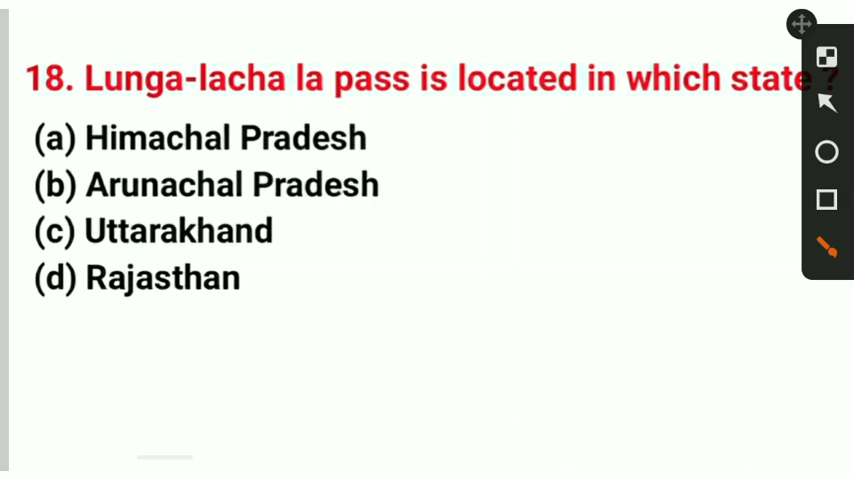 18. Lunga-lacha la pass is located in which state ?
(a) Himachal Pradesh
(b) Arunachal Pradesh
(c) Uttarakhand
(d) Rajasthan